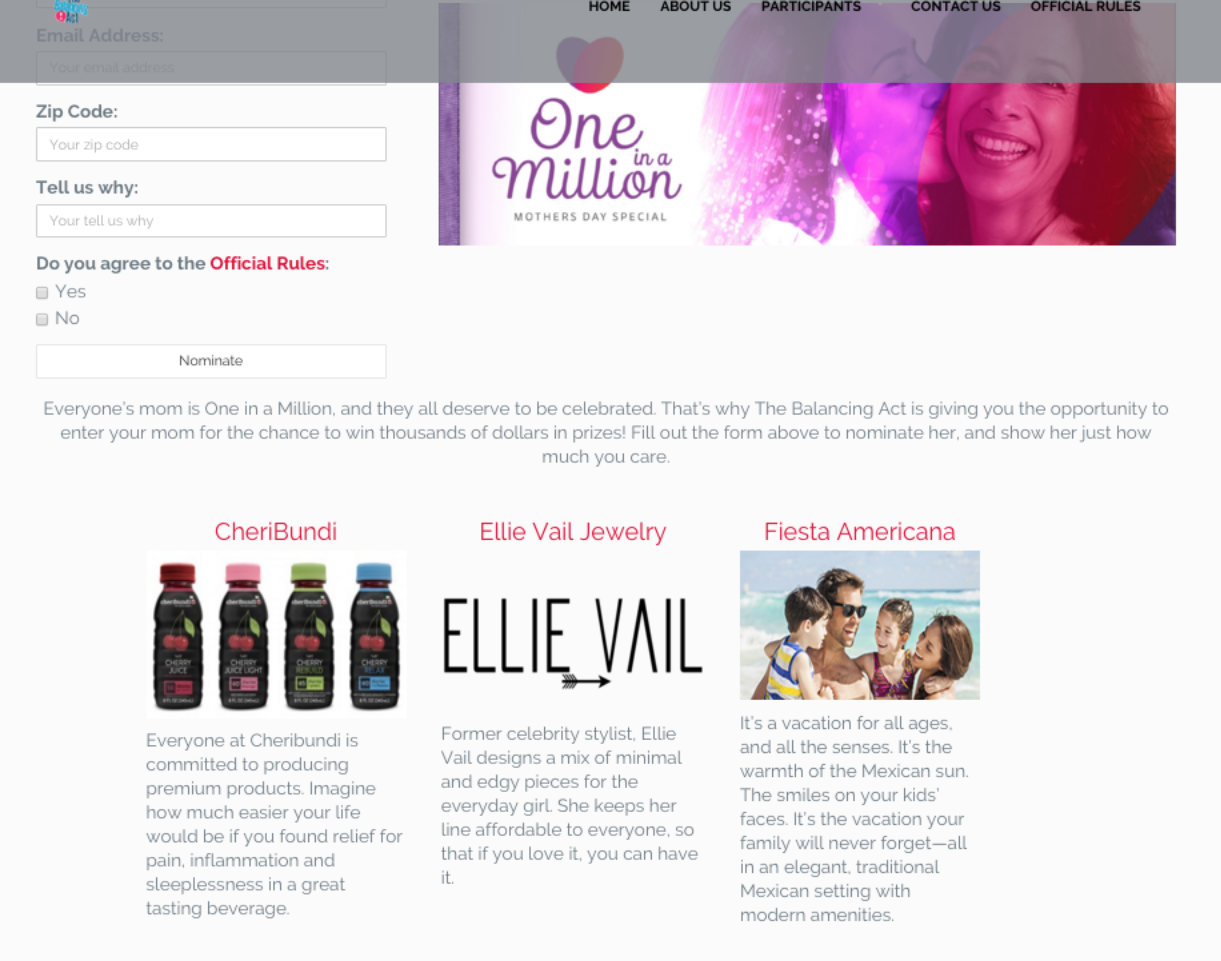 Balancing
Act
HOME ABOUT US PARTICIPANTS CONTACT US OFFICIAL RULES
Email Address:
Your email address
Zip Code:
Your zip code
Tell us why:
Your tell us why
Do you agree to the Official Rules:
Yes
No
Nominate
One
in a
Million
MOTHERS DAY SPECIAL
Everyone's mom is One in a Million, and they all deserve to be celebrated. That's why The Balancing Act is giving you the opportunity to
enter your mom for the chance to win thousands of dollars in prizes! Fill out the form above to nominate her, and show her just how
much you care.
CheriBundi
cheribundi cheribundi cheribundi cheribundi
CHERRY
JUICE
CHERRY
JUICE LIGHT
CHERRY
REBUILD
CHERRY
RELAX
Everyone at Cheribundi is
committed to producing
premium products. Imagine
how much easier your life
would be if you found relief for
pain, inflammation and
sleeplessness in a great
tasting beverage.
Ellie Vail Jewelry
ELLIE VAIL
Former celebrity stylist, Ellie
Vail designs a mix of minimal
and edgy pieces for the
everyday girl. She keeps her
line affordable to everyone, so
that if you love it, you can have
it.
Fiesta Americana
It's a vacation for all ages,
and all the senses. It's the
warmth of the Mexican sun.
The smiles on your kids'
faces. It's the vacation your
family will never forget—all
in an elegant, traditional
Mexican setting with
modern amenities.